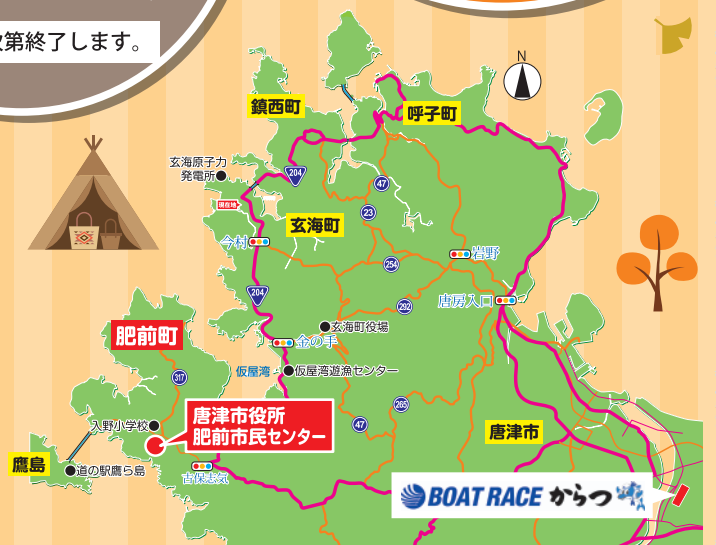 次第終了します。
N
鎮西町
呼子町
玄海原子力
発電所
204
47
現在地
23
玄海町
今村
岩野
254
204
唐房入口
292
玄海町役場
肥前町
金の手
仮屋湾
仮屋湾遊漁センター
317
265
唐津市役所
肥前市民センター
入野小学校
47
唐津市
鷹島
道の駅鷹ら島
古保志気
BOAT RACE からつ